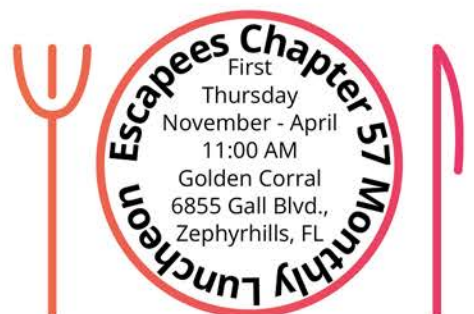 Escapees Chapter 57 Monthly Luncheon
First
Thursday
November - April
11:00 AM
Golden Corral
6855 Gall Blvd.,
Zephyrhills, FL